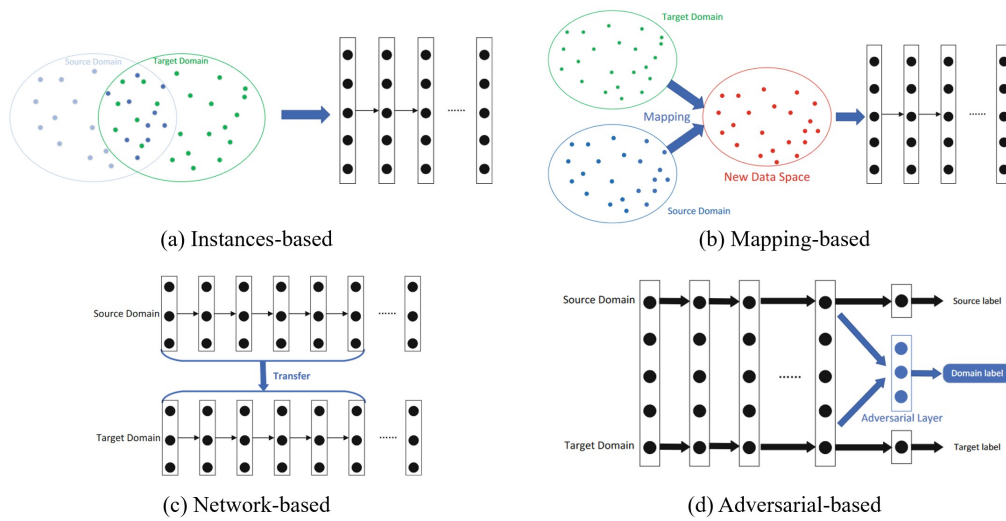 Source Domain
Target Domain
......
(a) Instances-based
Target Domain
Mapping
New Data Space
Source Domain
......
(b) Mapping-based
Source Domain
......
Transfer
Target Domain
......
(c) Network-based
Source Domain
Source label
......
Domain label
Adversarial Layer
Target Domain
Target label
(d) Adversarial-based